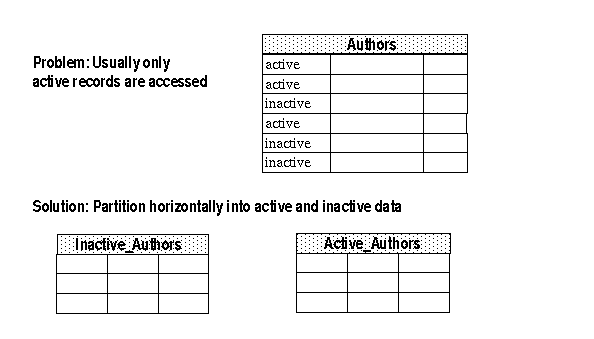 Problem: Usually only
active records are accessed
Authors
active
active
inactive
active
inactive
inactive
Solution: Partition horizontally into active and inactive data
Inactive_Authors
Active_Authors